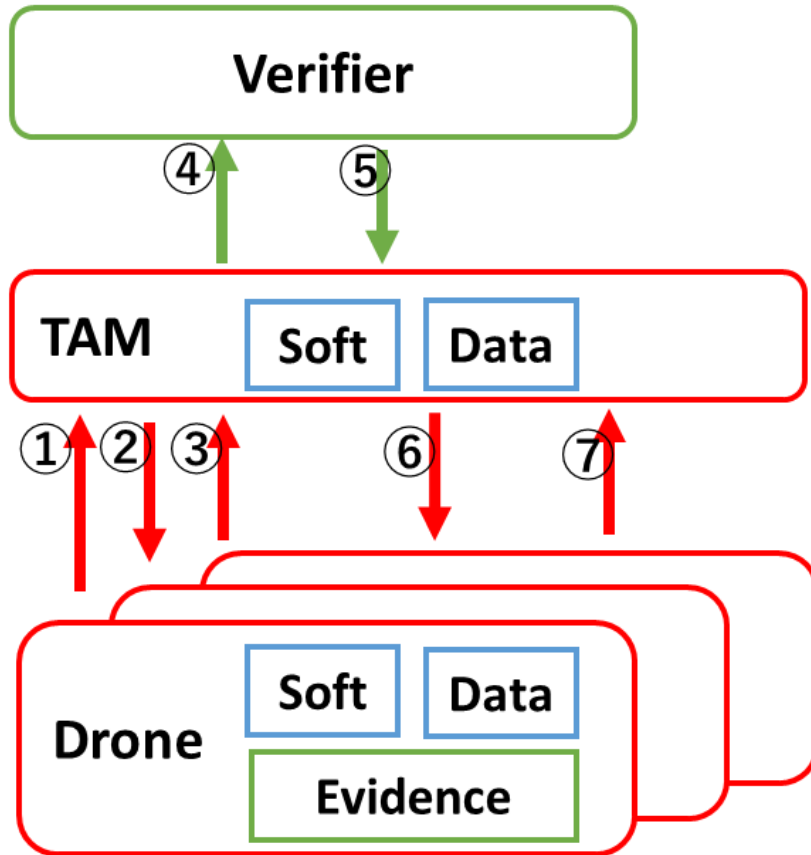 Verifier
④ ⑤
TAM Soft Data
① ② ③ ⑥ ⑦
Soft Data
Drone
Evidence